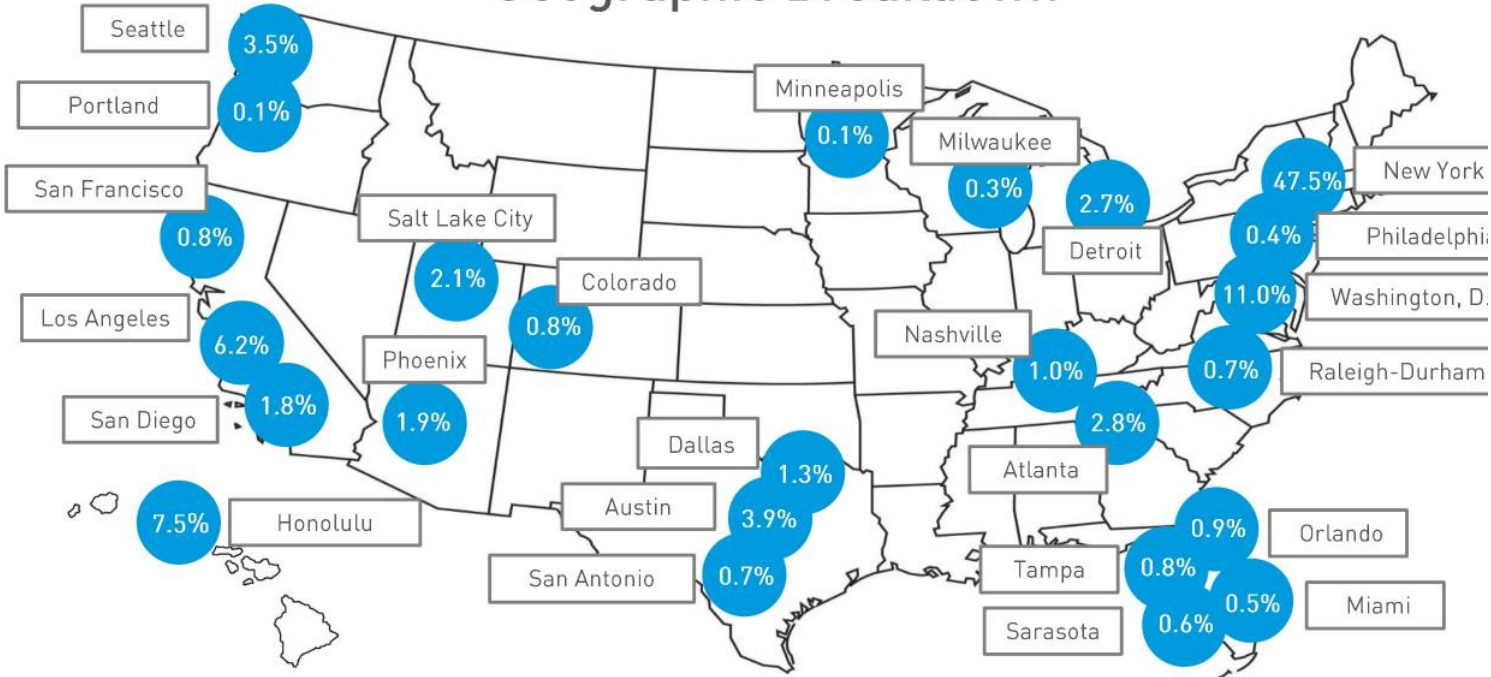 Seattle
3.5%
Portland
0.1%
San Francisco
0.8%
Salt Lake City
2.1%
Colorado
0.8%
Los Angeles
6.2%
Phoenix
1.9%
San Diego
1.8%
Honolulu
7.5%
Dallas
1.3%
Austin
3.9%
San Antonio
0.7%
Minneapolis
0.1%
Milwaukee
0.3%
2.7%
Detroit
New York
47.5%
Philadelphia
0.4%
Washington, D.
11.0%
Nashville
1.0%
Raleigh-Durham
0.7%
Atlanta
2.8%
Orlando
0.9%
Tampa
0.8%
Miami
0.5%
Sarasota
0.6%